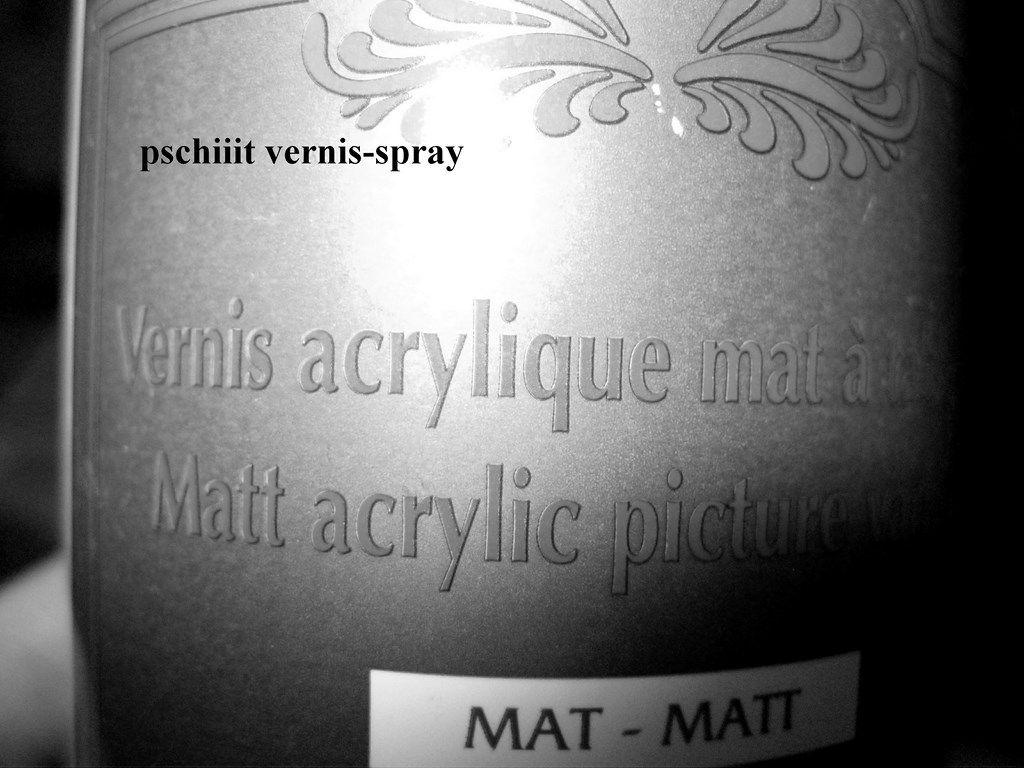 pschiiit vernis-spray
Vernis acrylique mat à
Matt acrylic picture
MAT - MATT